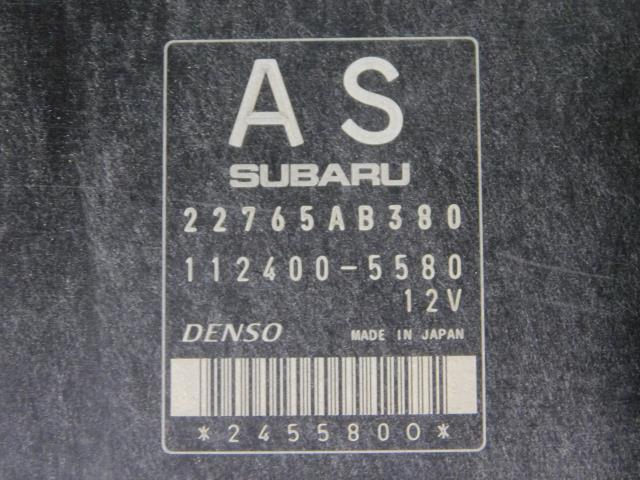 A S
SUBARU
22765AB380
112400-5580
12V
DENSO MADE IN JAPAN
*2455800*